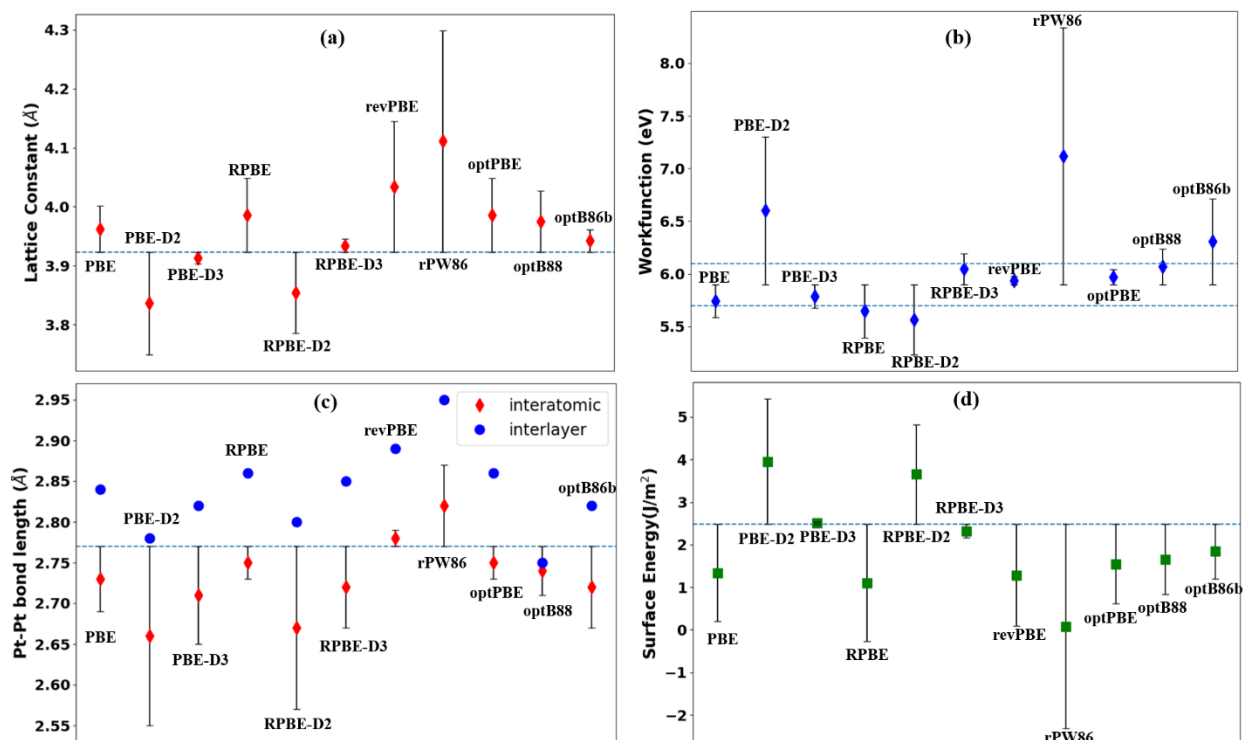 (a)
Lattice Constant (Å)
4.3
4.2
4.1
4.0
3.9
3.8
PBE
PBE-D2
PBE-D3
RPBE
RPBE-D2
RPBE-D3
revPBE
rPW86
optPBE
optB88
optB86b
(b)
Workfunction (eV)
8.0
7.5
7.0
6.5
6.0
5.5
PBE
PBE-D2
PBE-D3
RPBE
RPBE-D2
RPBE-D3
revPBE
rPW86
optPBE
optB88
optB86b
(c)
Pt-Pt bond length (Å)
2.95
2.90
2.85
2.80
2.75
2.70
2.65
2.60
2.55
interatomic
interlayer
PBE
PBE-D2
PBE-D3
RPBE
RPBE-D2
RPBE-D3
revPBE
rPW86
optPBE
optB88
optB86b
(d)
Surface Energy(J/m²)
5
4
3
2
1
0
−1
−2
PBE
PBE-D2
PBE-D3
RPBE
RPBE-D2
RPBE-D3
revPBE
rPW86
optPBE
optB88
optB86b